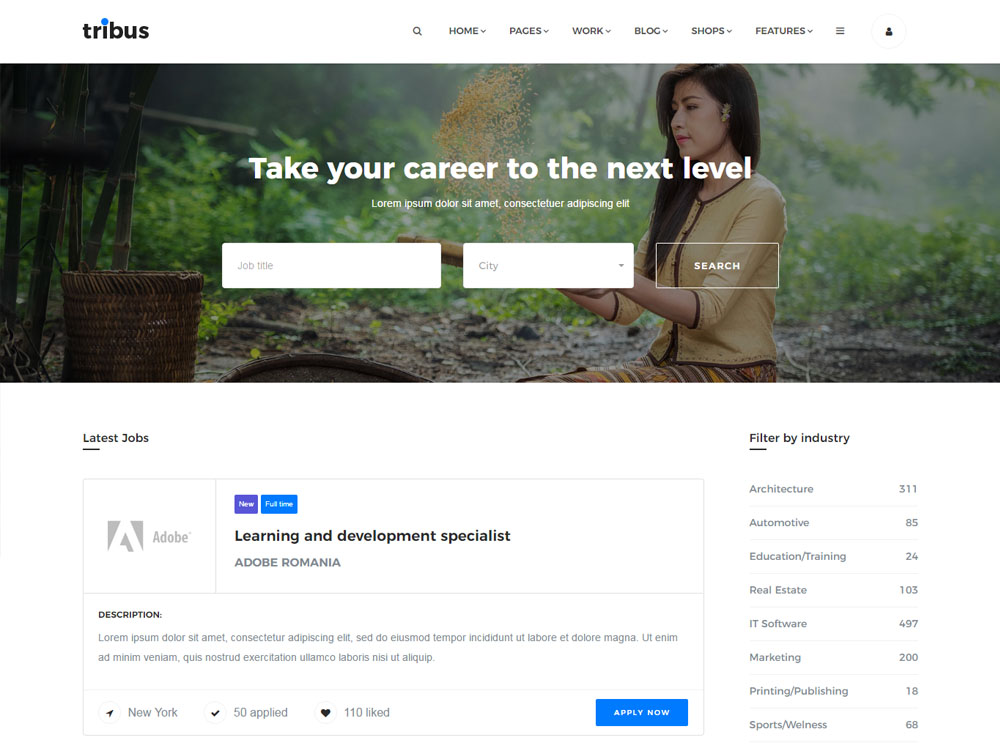 tribus
HOME PAGES WORK BLOG SHOPS FEATURES
Take your career to the next level
Lorem ipsum dolor sit amet, consectetuer adipiscing elit
Job title City SEARCH
Latest Jobs
Adobe
New Full time
Learning and development specialist
ADOBE ROMANIA
DESCRIPTION:
Lorem ipsum dolor sit amet, consectetur adipiscing elit, sed do eiusmod tempor incididunt ut labore et dolore magna. Ut enim
ad minim veniam, quis nostrud exercitation ullamco laboris nisi ut aliquip.
New York 50 applied 110 liked APPLY NOW
Filter by industry
Architecture 311
Automotive 85
Education/Training 24
Real Estate 103
IT Software 497
Marketing 200
Printing/Publishing 18
Sports/Welness 68